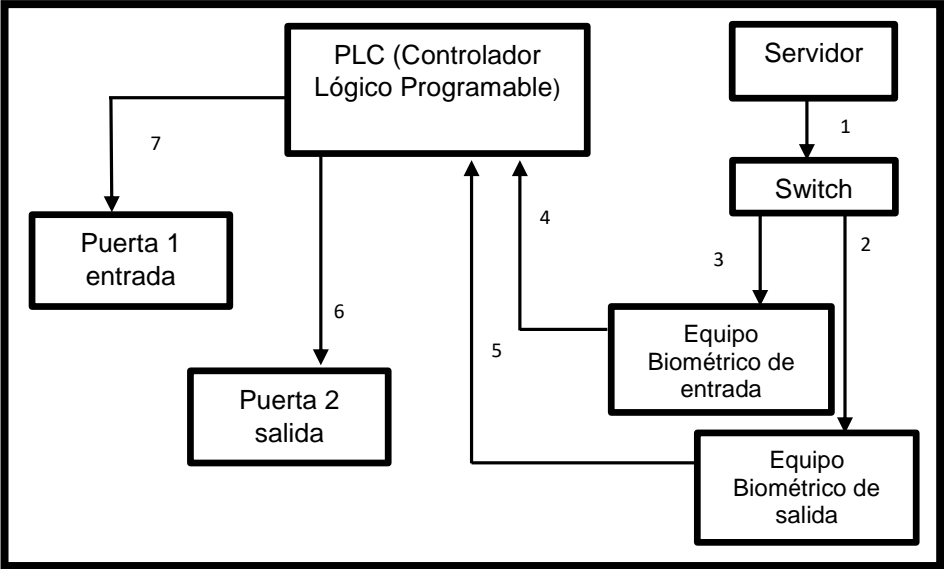 PLC (Controlador
Lógico Programable)
Servidor
1
7
Switch
4
2
Puerta 1
entrada
3
6
5
Equipo
Biométrico de
entrada
Puerta 2
salida
Equipo
Biométrico de
salida